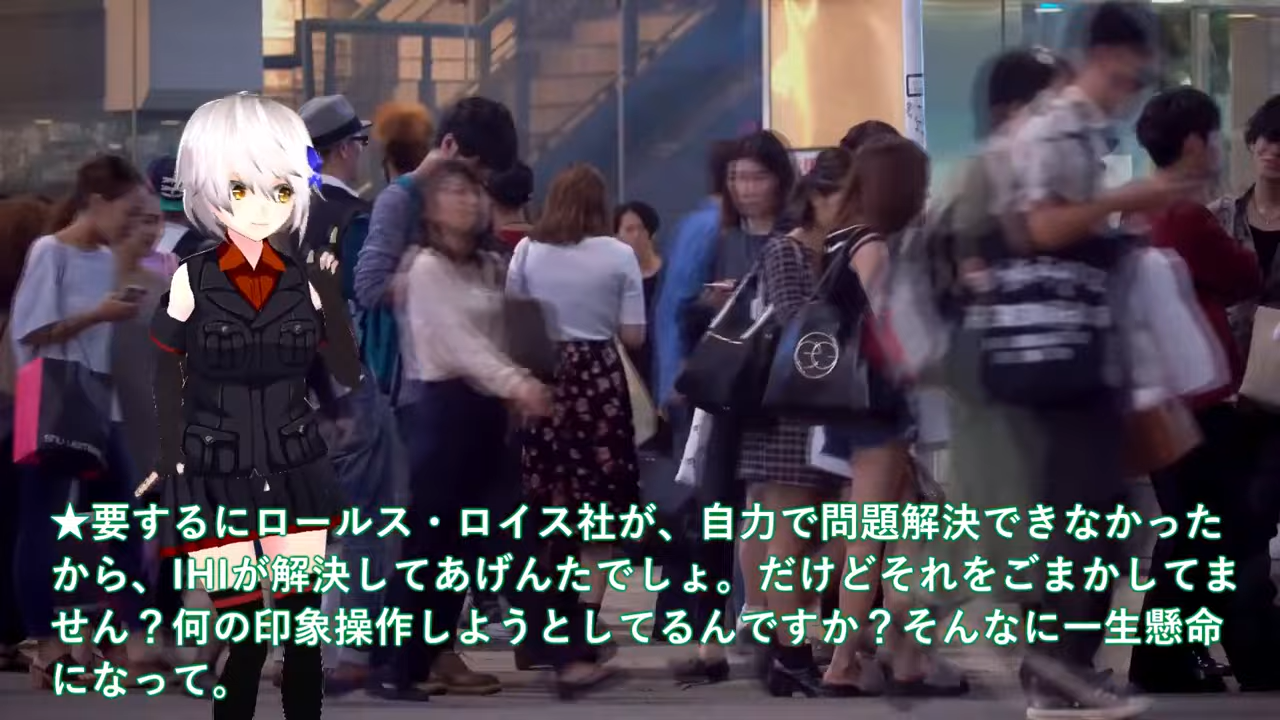 ★要するにロールス・ロイス社が、自力で問題解決できなかった
から、IHIが解決してあげんたでしょ。だけどそれをごまかしてま
せん？何の印象操作しようとしてるんですか？そんなに一生懸命
になって。